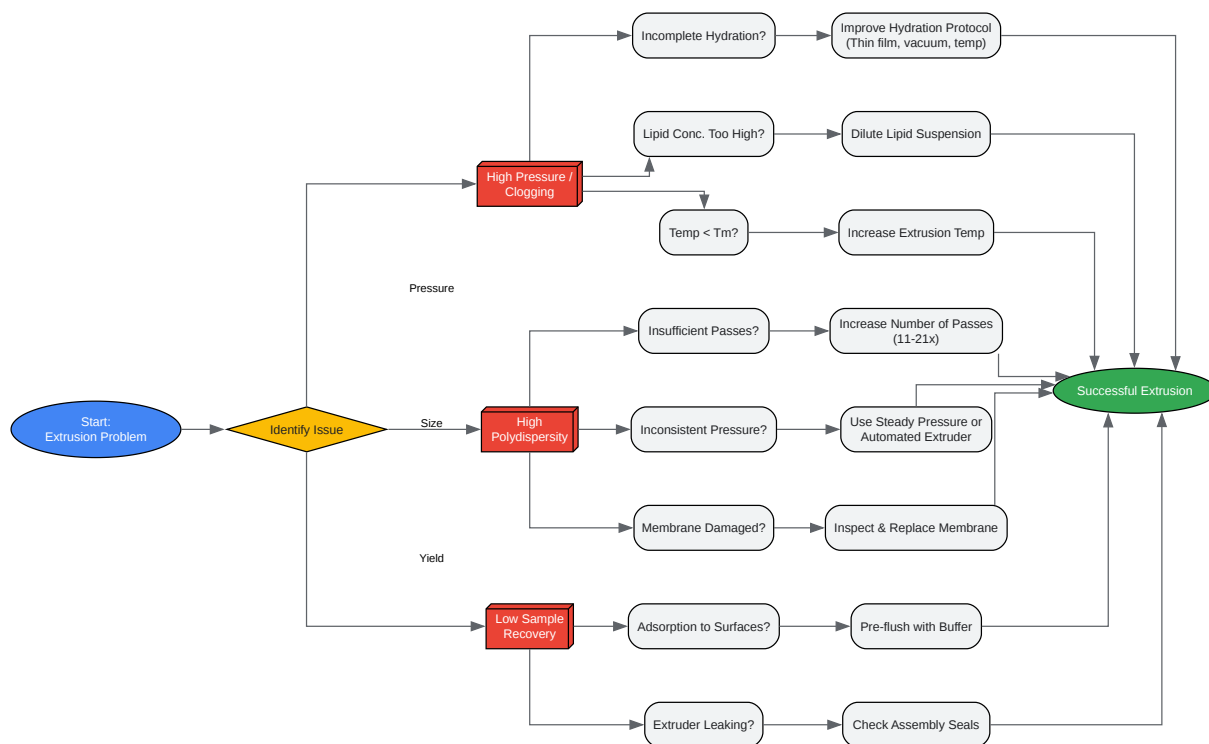 Incomplete Hydration?
Improve Hydration Protocol
(Thin film, vacuum, temp)
Lipid Conc. Too High?
Dilute Lipid Suspension
High Pressure /
Clogging
Temp < Tm?
Increase Extrusion Temp
Pressure
Insufficient Passes?
Increase Number of Passes
(11-21x)
Successful Extrusion
Start:
Extrusion Problem
Identify Issue
Size
High
Polydispersity
Inconsistent Pressure?
Use Steady Pressure or
Automated Extruder
Membrane Damaged?
Inspect & Replace Membrane
Yield
Low Sample
Recovery
Adsorption to Surfaces?
Pre-flush with Buffer
Extruder Leaking?
Check Assembly Seals